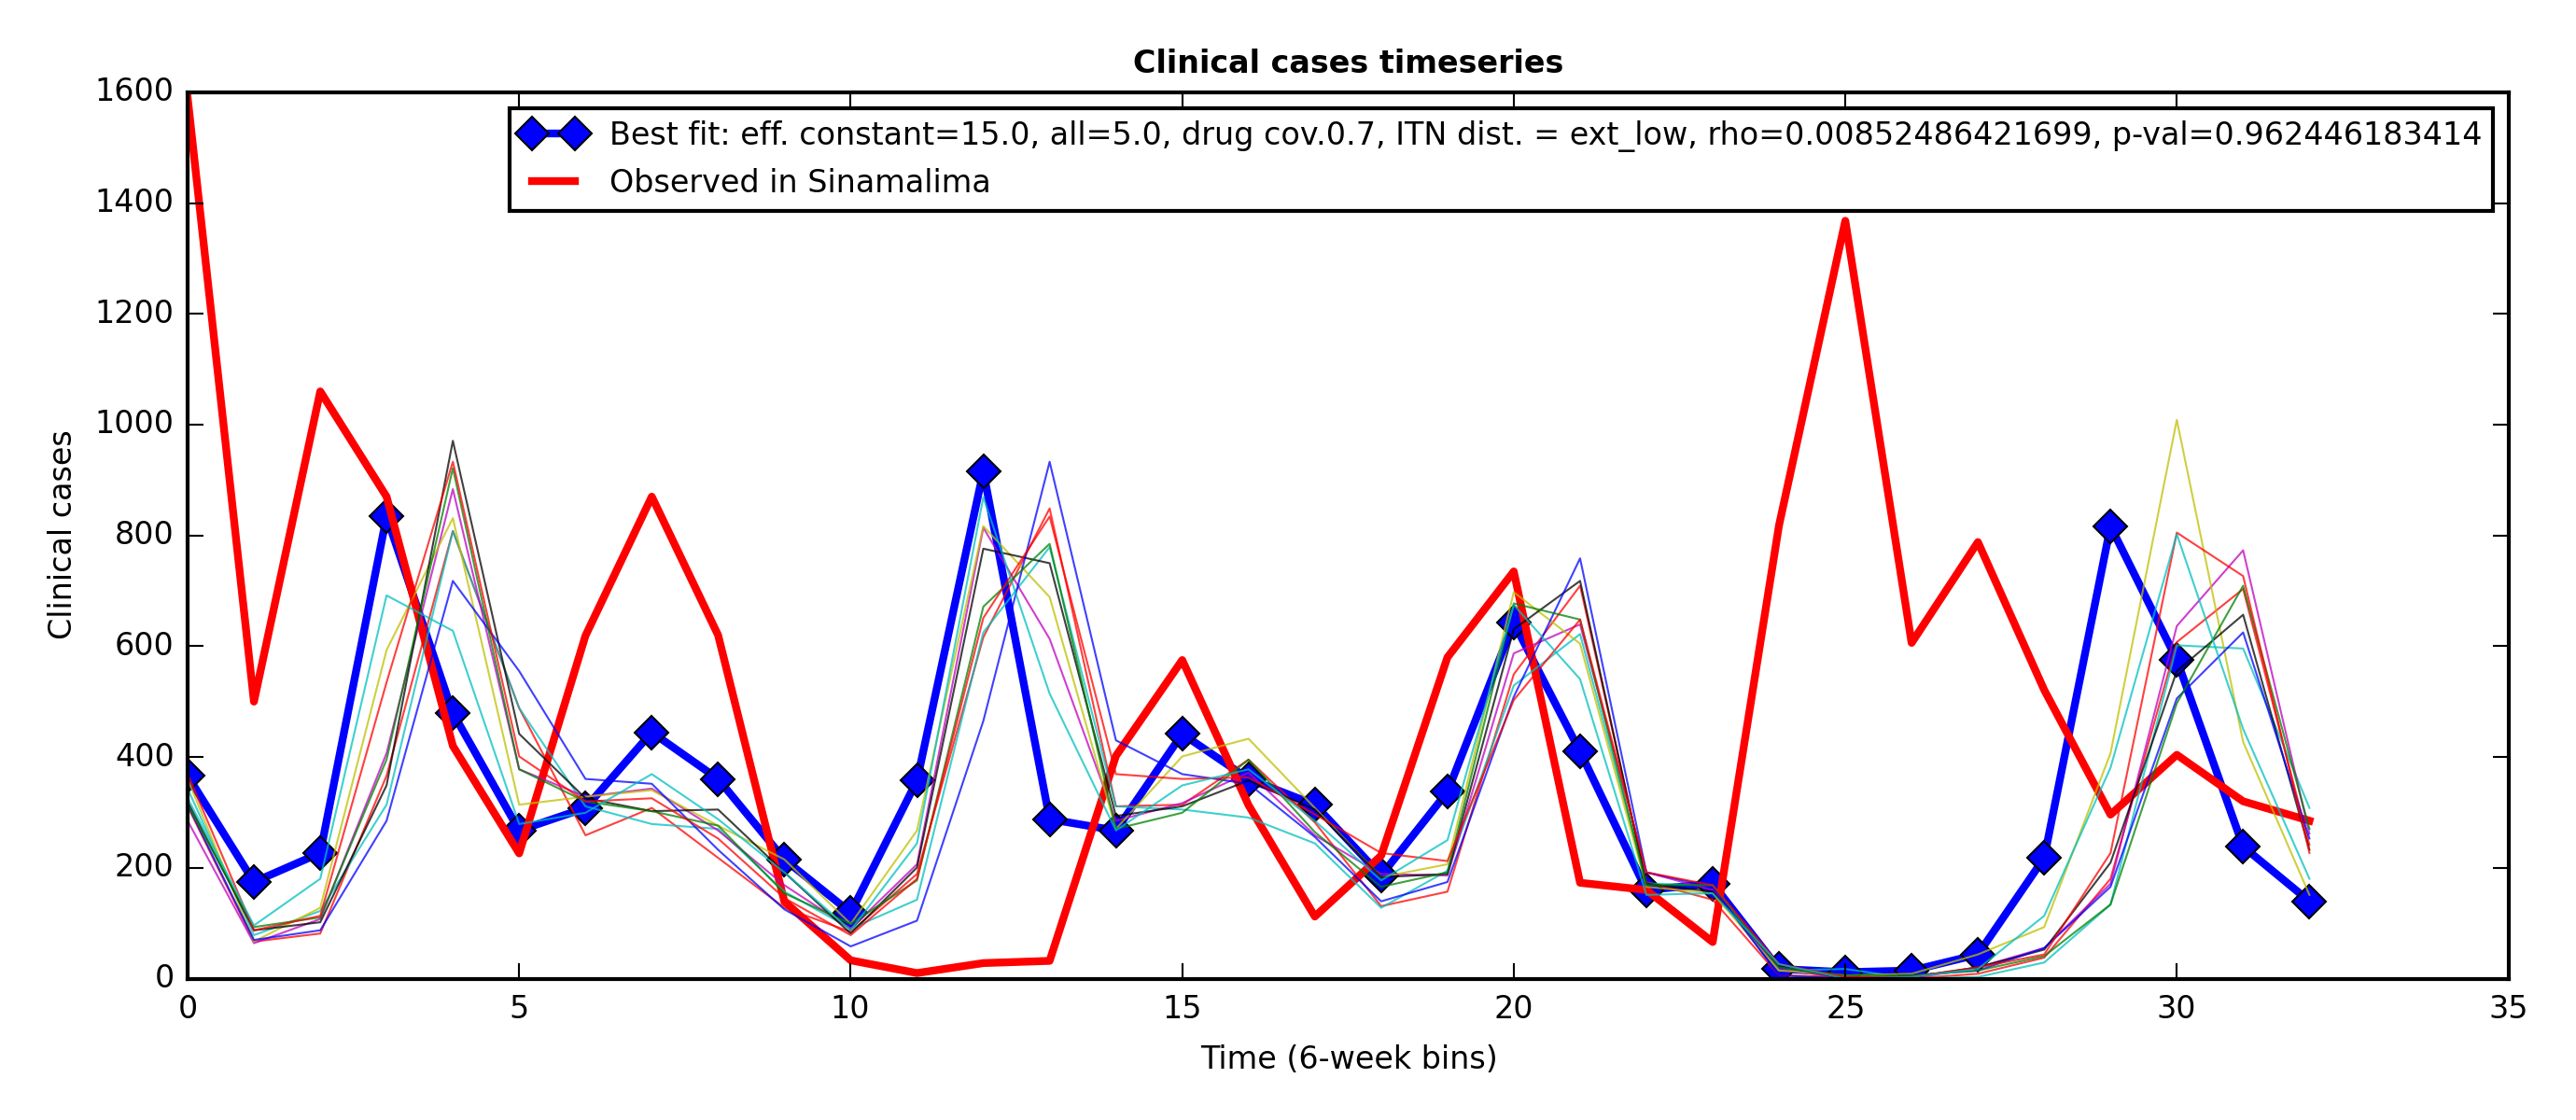 Clinical cases timeseries
1600
1400
1200
1000
800
600
400
200
0
Clinical cases
Best fit: eff. constant=15.0, all=5.0, drug cov.0.7, ITN dist. = ext_low, rho=0.00852486421699, p-val=0.962446183414
Observed in Sinamalima
0 5 10 15 20 25 30 35
Time (6-week bins)